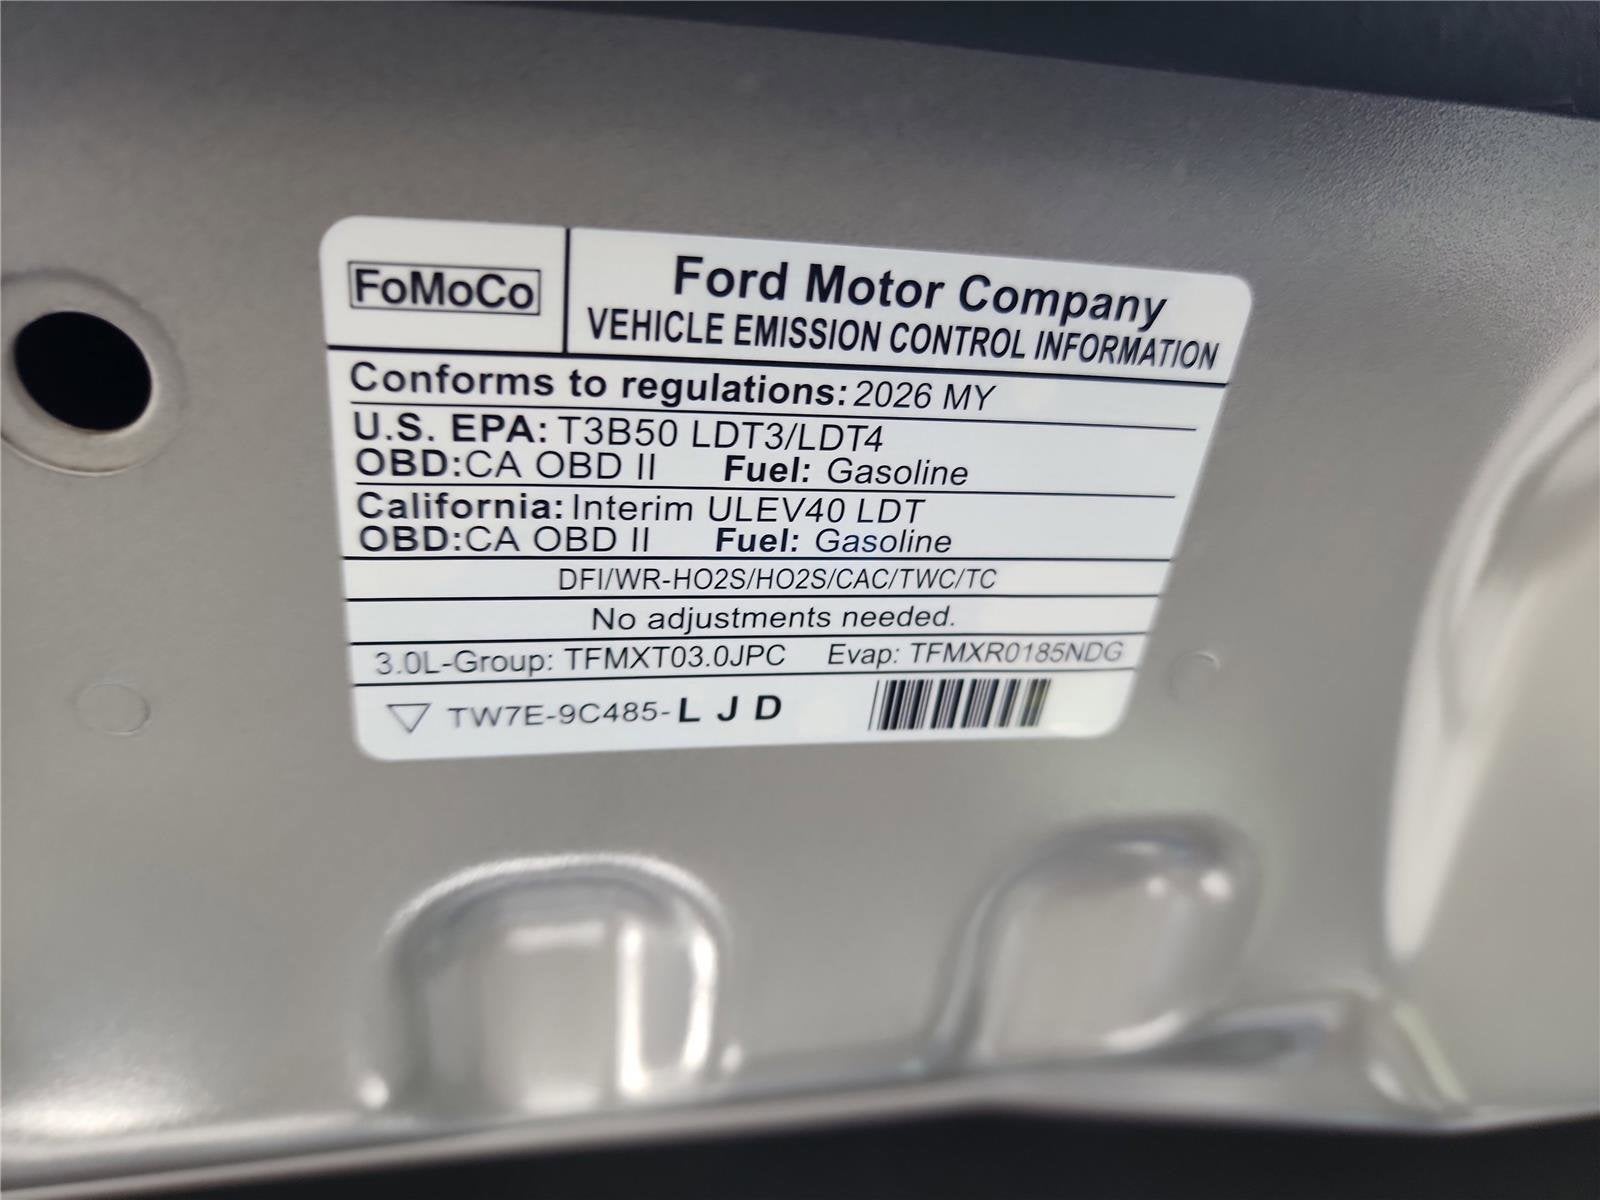 FoMoCo
Ford Motor Company
VEHICLE EMISSION CONTROL INFORMATION
Conforms to regulations: 2026 MY
U.S. EPA: T3B50 LDT3/LDT4
OBD:CA OBD II Fuel: Gasoline
California: Interim ULEV40 LDT
OBD:CA OBD II Fuel: Gasoline
DFI/WR-HO2S/HO2S/CAC/TWC/TC
No adjustments needed.
3.0L-Group: TFMXT03.0JPC Evap: TFMXR0185NDG
TW7E-9C485-L J D